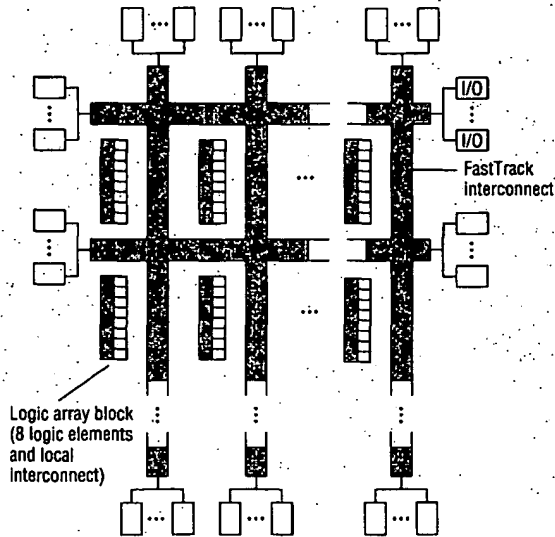 I/O
I/O
FastTrack
interconnect
Logic array block
(8 logic elements
and local
interconnect)